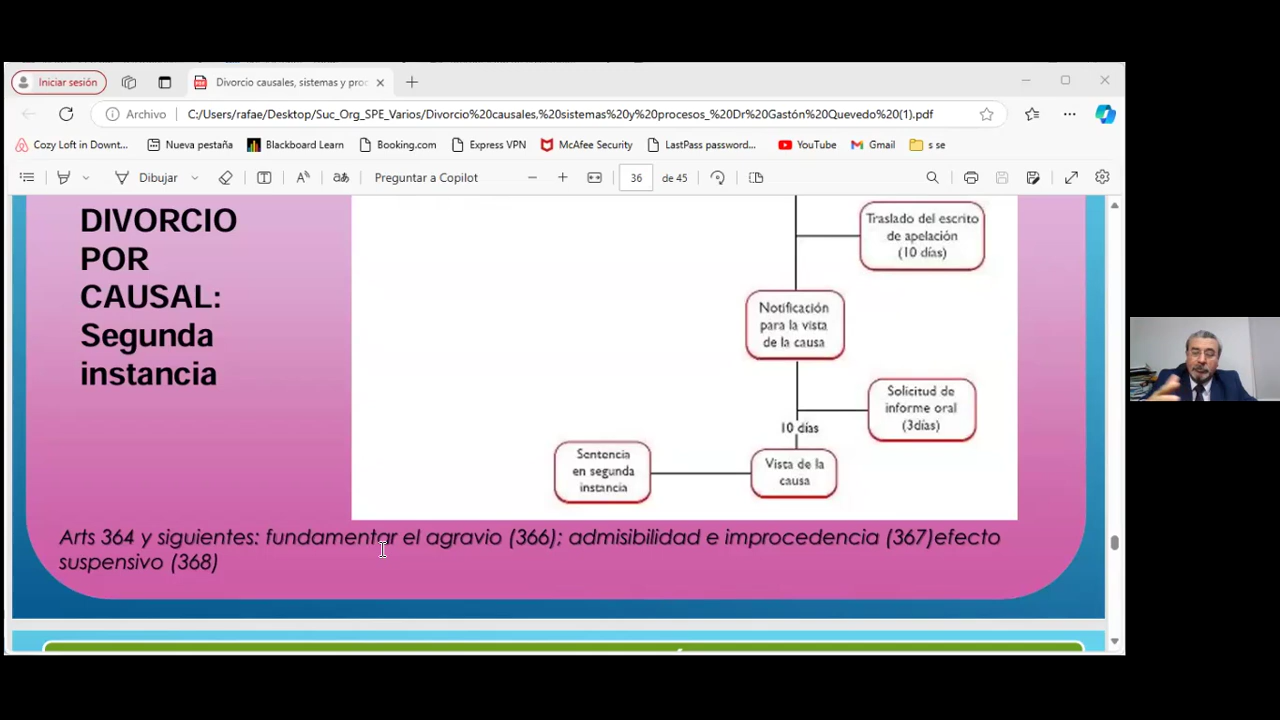 Iniciar sesión
Divorcio causales, sistemas y proc
Archivo
C:/Users/rafae/Desktop/Suc_Org_SPE_Varios/Divorcio%20causales,%20sistemas%20y%20procesos_%20Dr%20Gastón%20Quevedo%20(1).pdf
Cozy Loft in Downt...
Nueva pestaña
Blackboard Learn
Booking.com
Express VPN
McAfee Security
LastPass password...
YouTube
Gmail
s se
Dibujar
aあ
Preguntar a Copilot
36
de 45
DIVORCIO
POR
CAUSAL:
Segunda
instancia
Traslado del escrito
de apelación
(10 días)
Notificación
para la vista
de la causa
Solicitud de
informe oral
(3días)
10 días
Sentencia
en segunda
instancia
Vista de la
causa
Arts 364 y siguientes: fundamentar el agravio (366); admisibilidad e improcedencia (367)efecto
suspensivo (368)